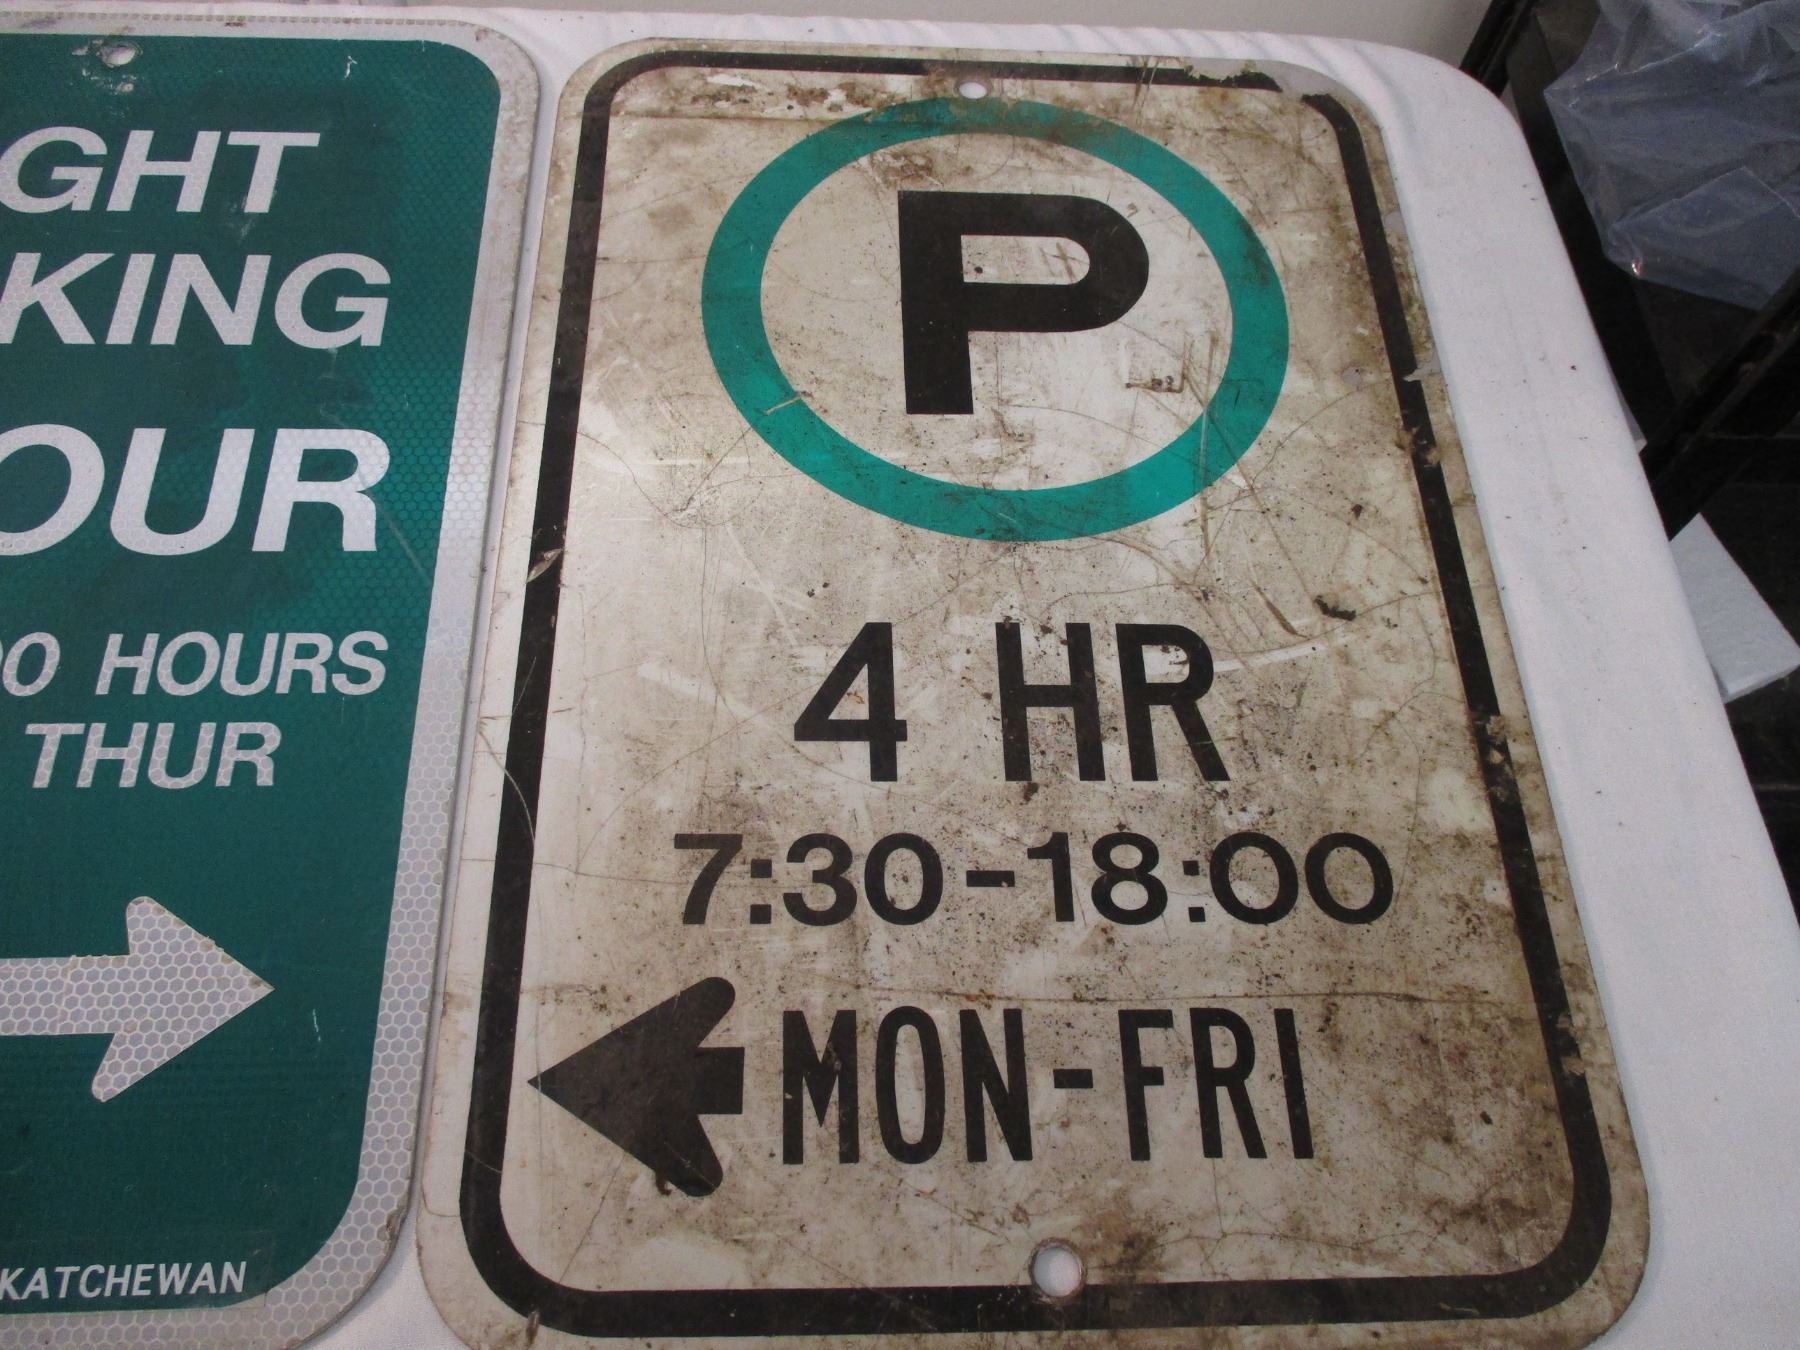 GHT
KING
OUR
00 HOURS
THUR
KATCHEWAN
P
4 HR
7:30-18:00
MON-FRI